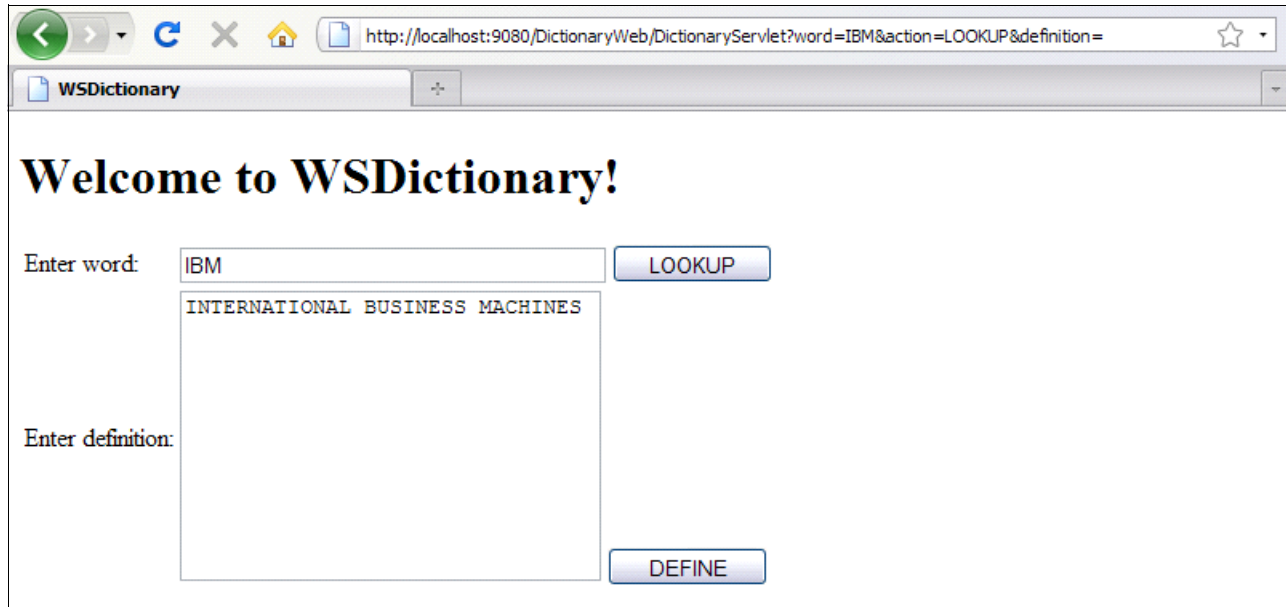 http://localhost:9080/DictionaryWeb/DictionaryServlet?word=IBM&action=LOOKUP&definition=
WSDictionary
Welcome to WSDictionary!
Enter word: IBM LOOKUP
INTERNATIONAL BUSINESS MACHINES
Enter definition:
DEFINE